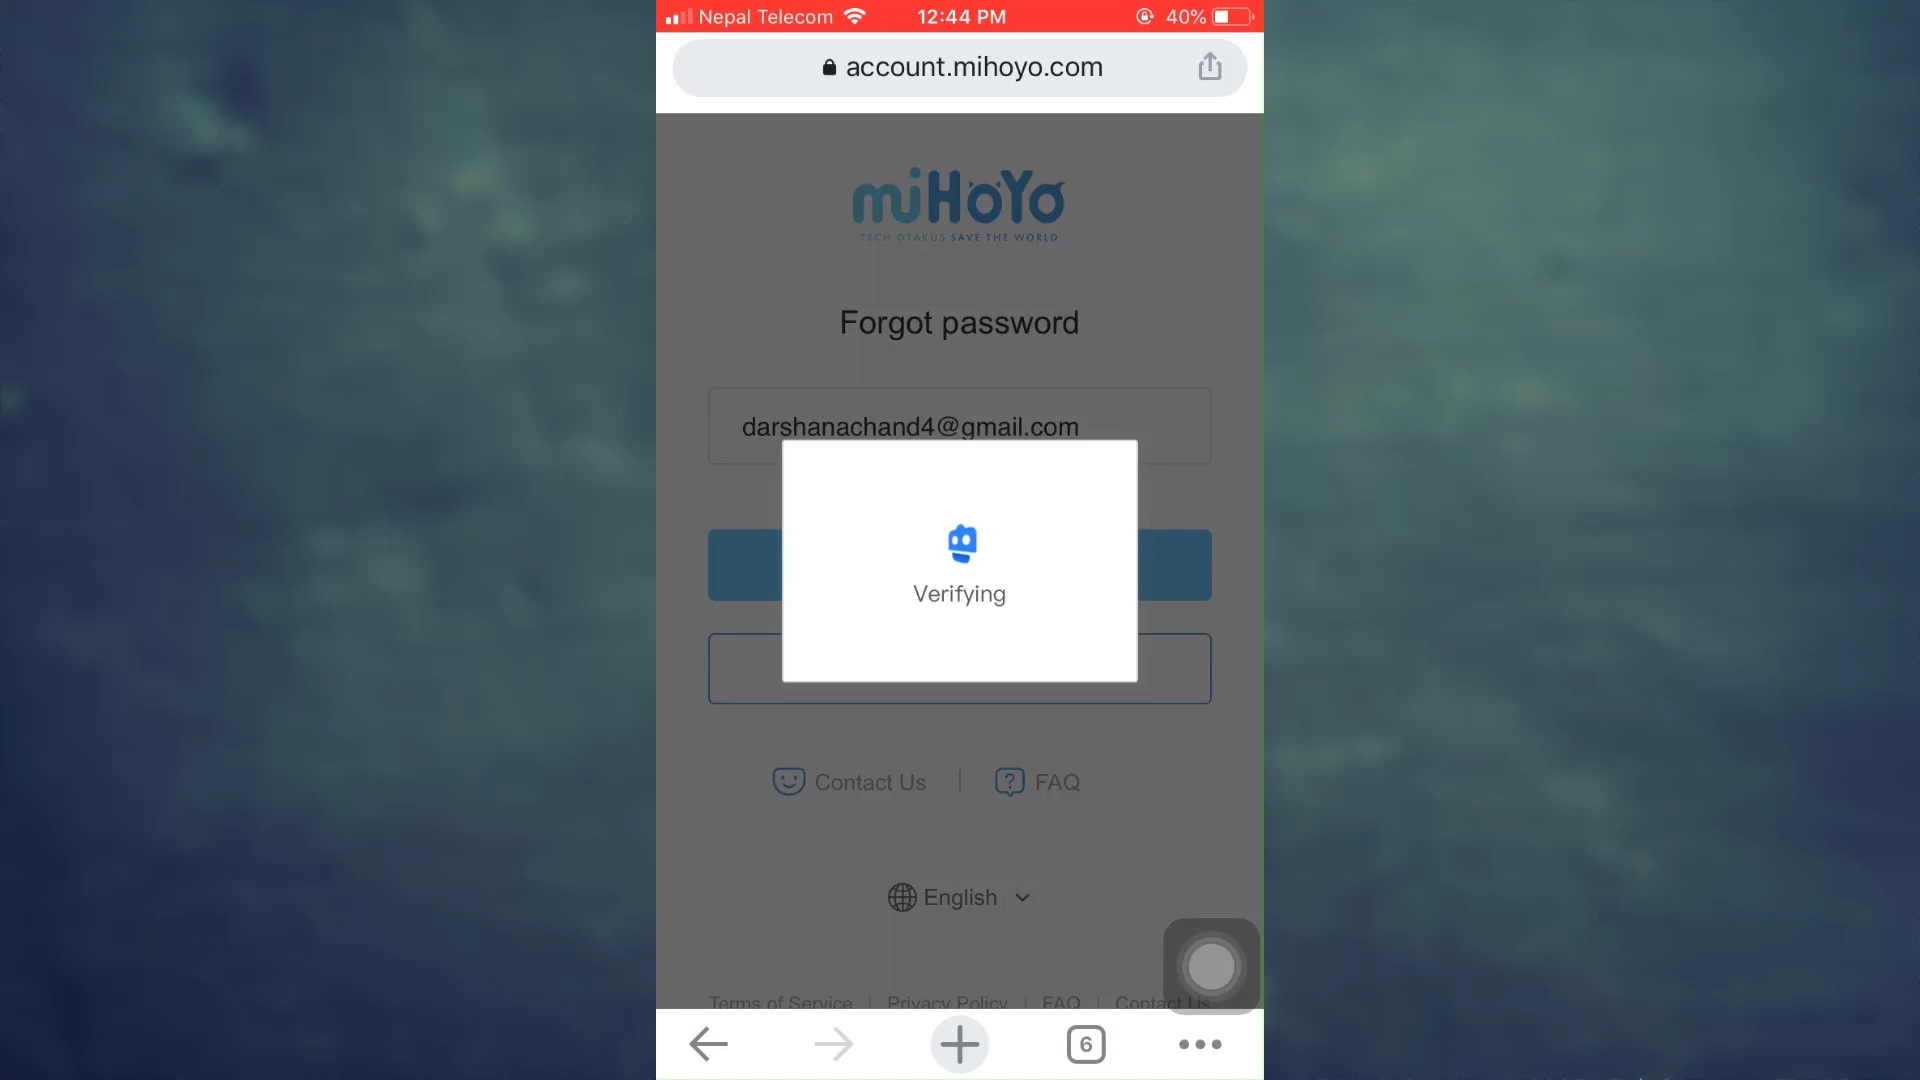 Nepal Telecom 12:44 PM 40%
account.mihoyo.com
miHoYo
TECH OTAKUS SAVE THE WORLD
Forgot password
darshanachand4@gmail.com
Verifying
Contact Us | FAQ
English
Terms of Service | Privacy Policy | FAQ | Contact Us
6